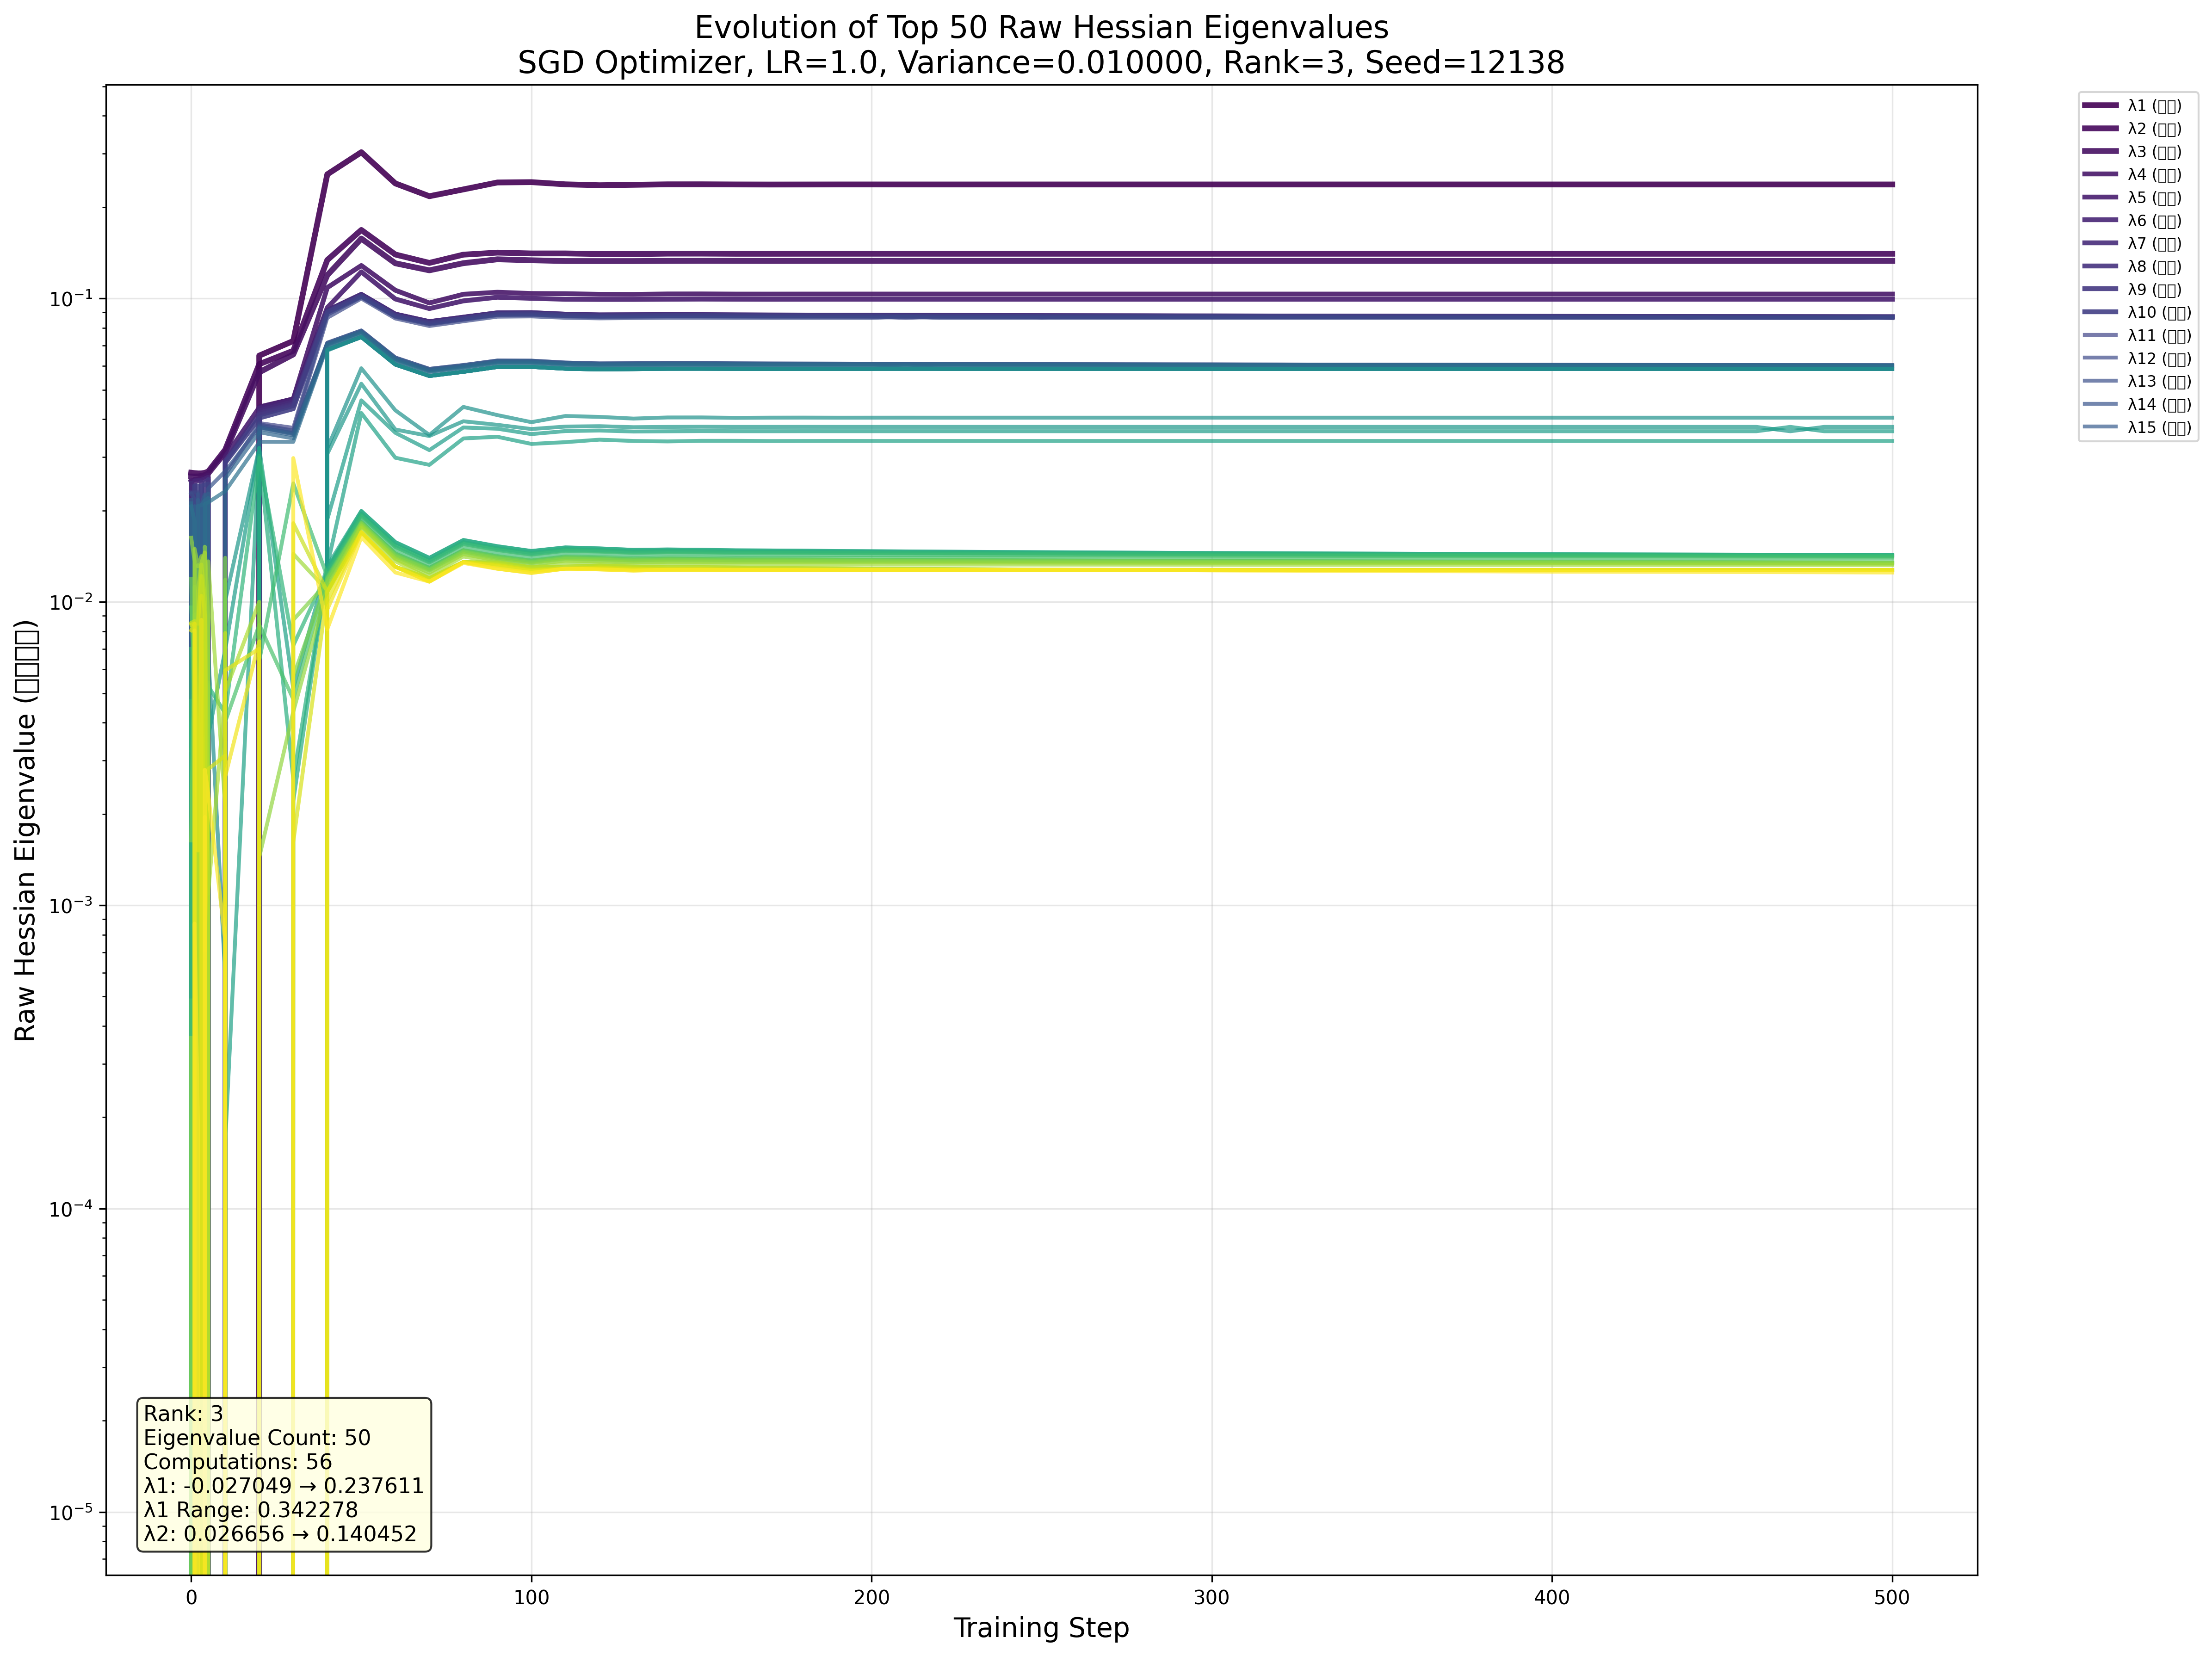 Evolution of Top 50 Raw Hessian Eigenvalues
SGD Optimizer, LR=1.0, Variance=0.010000, Rank=3, Seed=12138
Raw Hessian Eigenvalue (□□□□)
10⁻¹
10⁻²
10⁻³
10⁻⁴
10⁻⁵
0
100
200
300
400
500
Training Step
Rank: 3
Eigenvalue Count: 50
Computations: 56
λ1: -0.027049 → 0.237611
λ1 Range: 0.342278
λ2: 0.026656 → 0.140452
λ1 (□□)
λ2 (□□)
λ3 (□□)
λ4 (□□)
λ5 (□□)
λ6 (□□)
λ7 (□□)
λ8 (□□)
λ9 (□□)
λ10 (□□)
λ11 (□□)
λ12 (□□)
λ13 (□□)
λ14 (□□)
λ15 (□□)